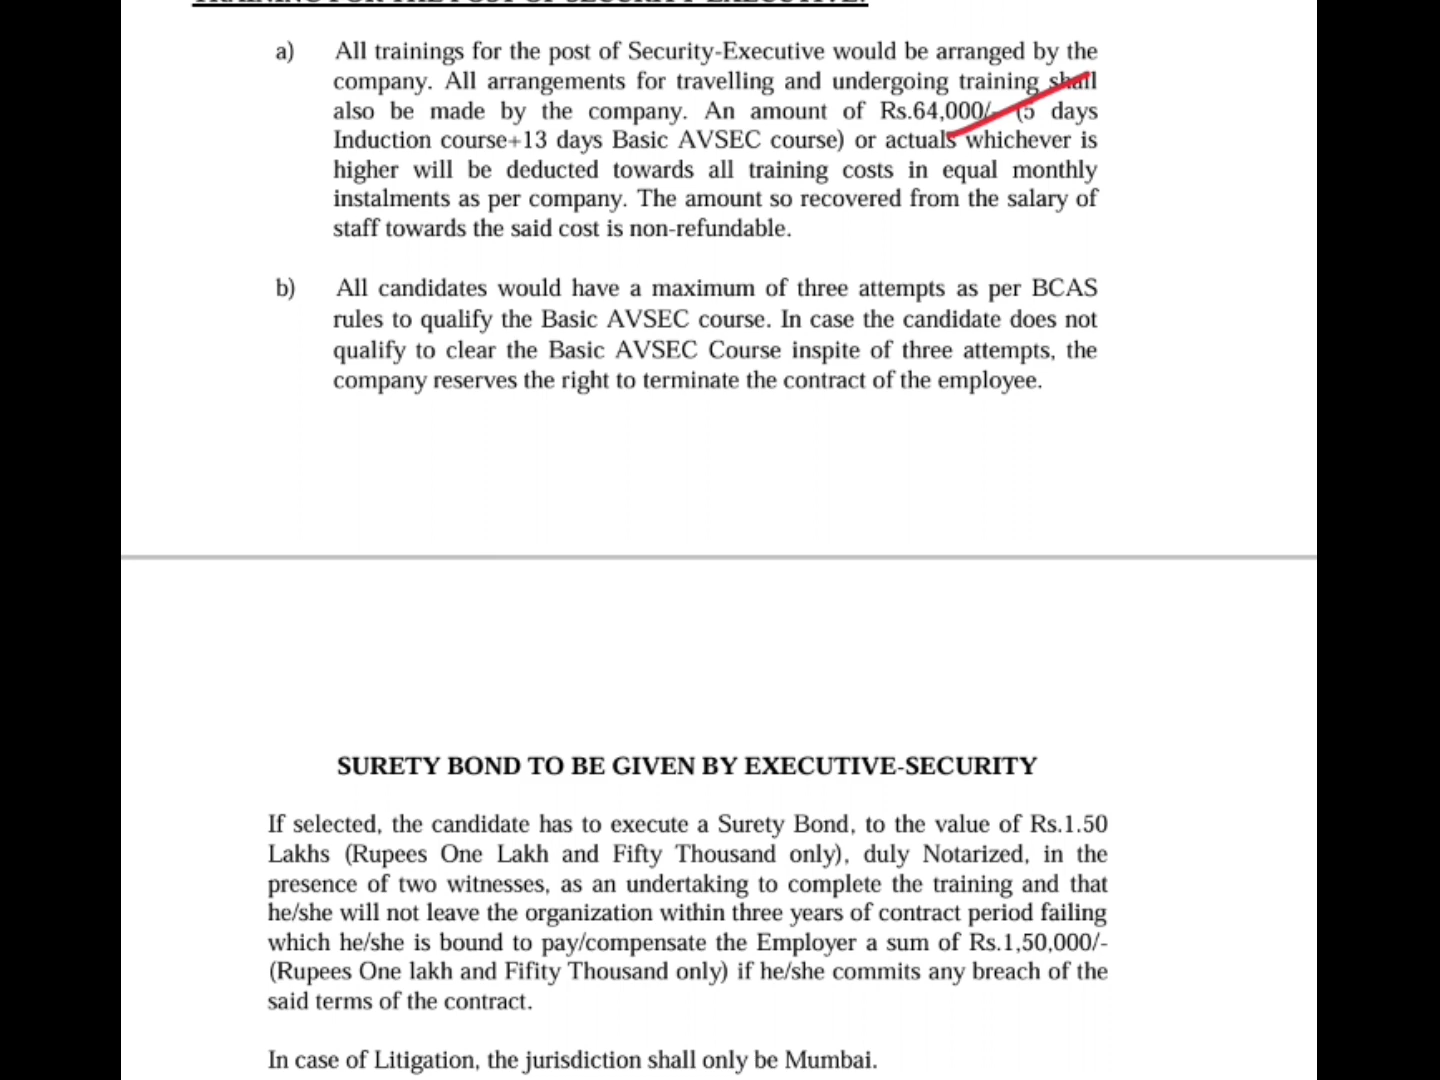 TRAINING FOR THE POST OF SECURITY-EXECUTIVE:
a) All trainings for the post of Security-Executive would be arranged by the
company. All arrangements for travelling and undergoing training shall
also be made by the company. An amount of Rs.64,000/- (5 days
Induction course+13 days Basic AVSEC course) or actuals whichever is
higher will be deducted towards all training costs in equal monthly
instalments as per company. The amount so recovered from the salary of
staff towards the said cost is non-refundable.
b) All candidates would have a maximum of three attempts as per BCAS
rules to qualify the Basic AVSEC course. In case the candidate does not
qualify to clear the Basic AVSEC Course inspite of three attempts, the
company reserves the right to terminate the contract of the employee.
SURETY BOND TO BE GIVEN BY EXECUTIVE-SECURITY
If selected, the candidate has to execute a Surety Bond, to the value of Rs.1.50
Lakhs (Rupees One Lakh and Fifty Thousand only), duly Notarized, in the
presence of two witnesses, as an undertaking to complete the training and that
he/she will not leave the organization within three years of contract period failing
which he/she is bound to pay/compensate the Employer a sum of Rs.1,50,000/-
(Rupees One lakh and Fifity Thousand only) if he/she commits any breach of the
said terms of the contract.
In case of Litigation, the jurisdiction shall only be Mumbai.